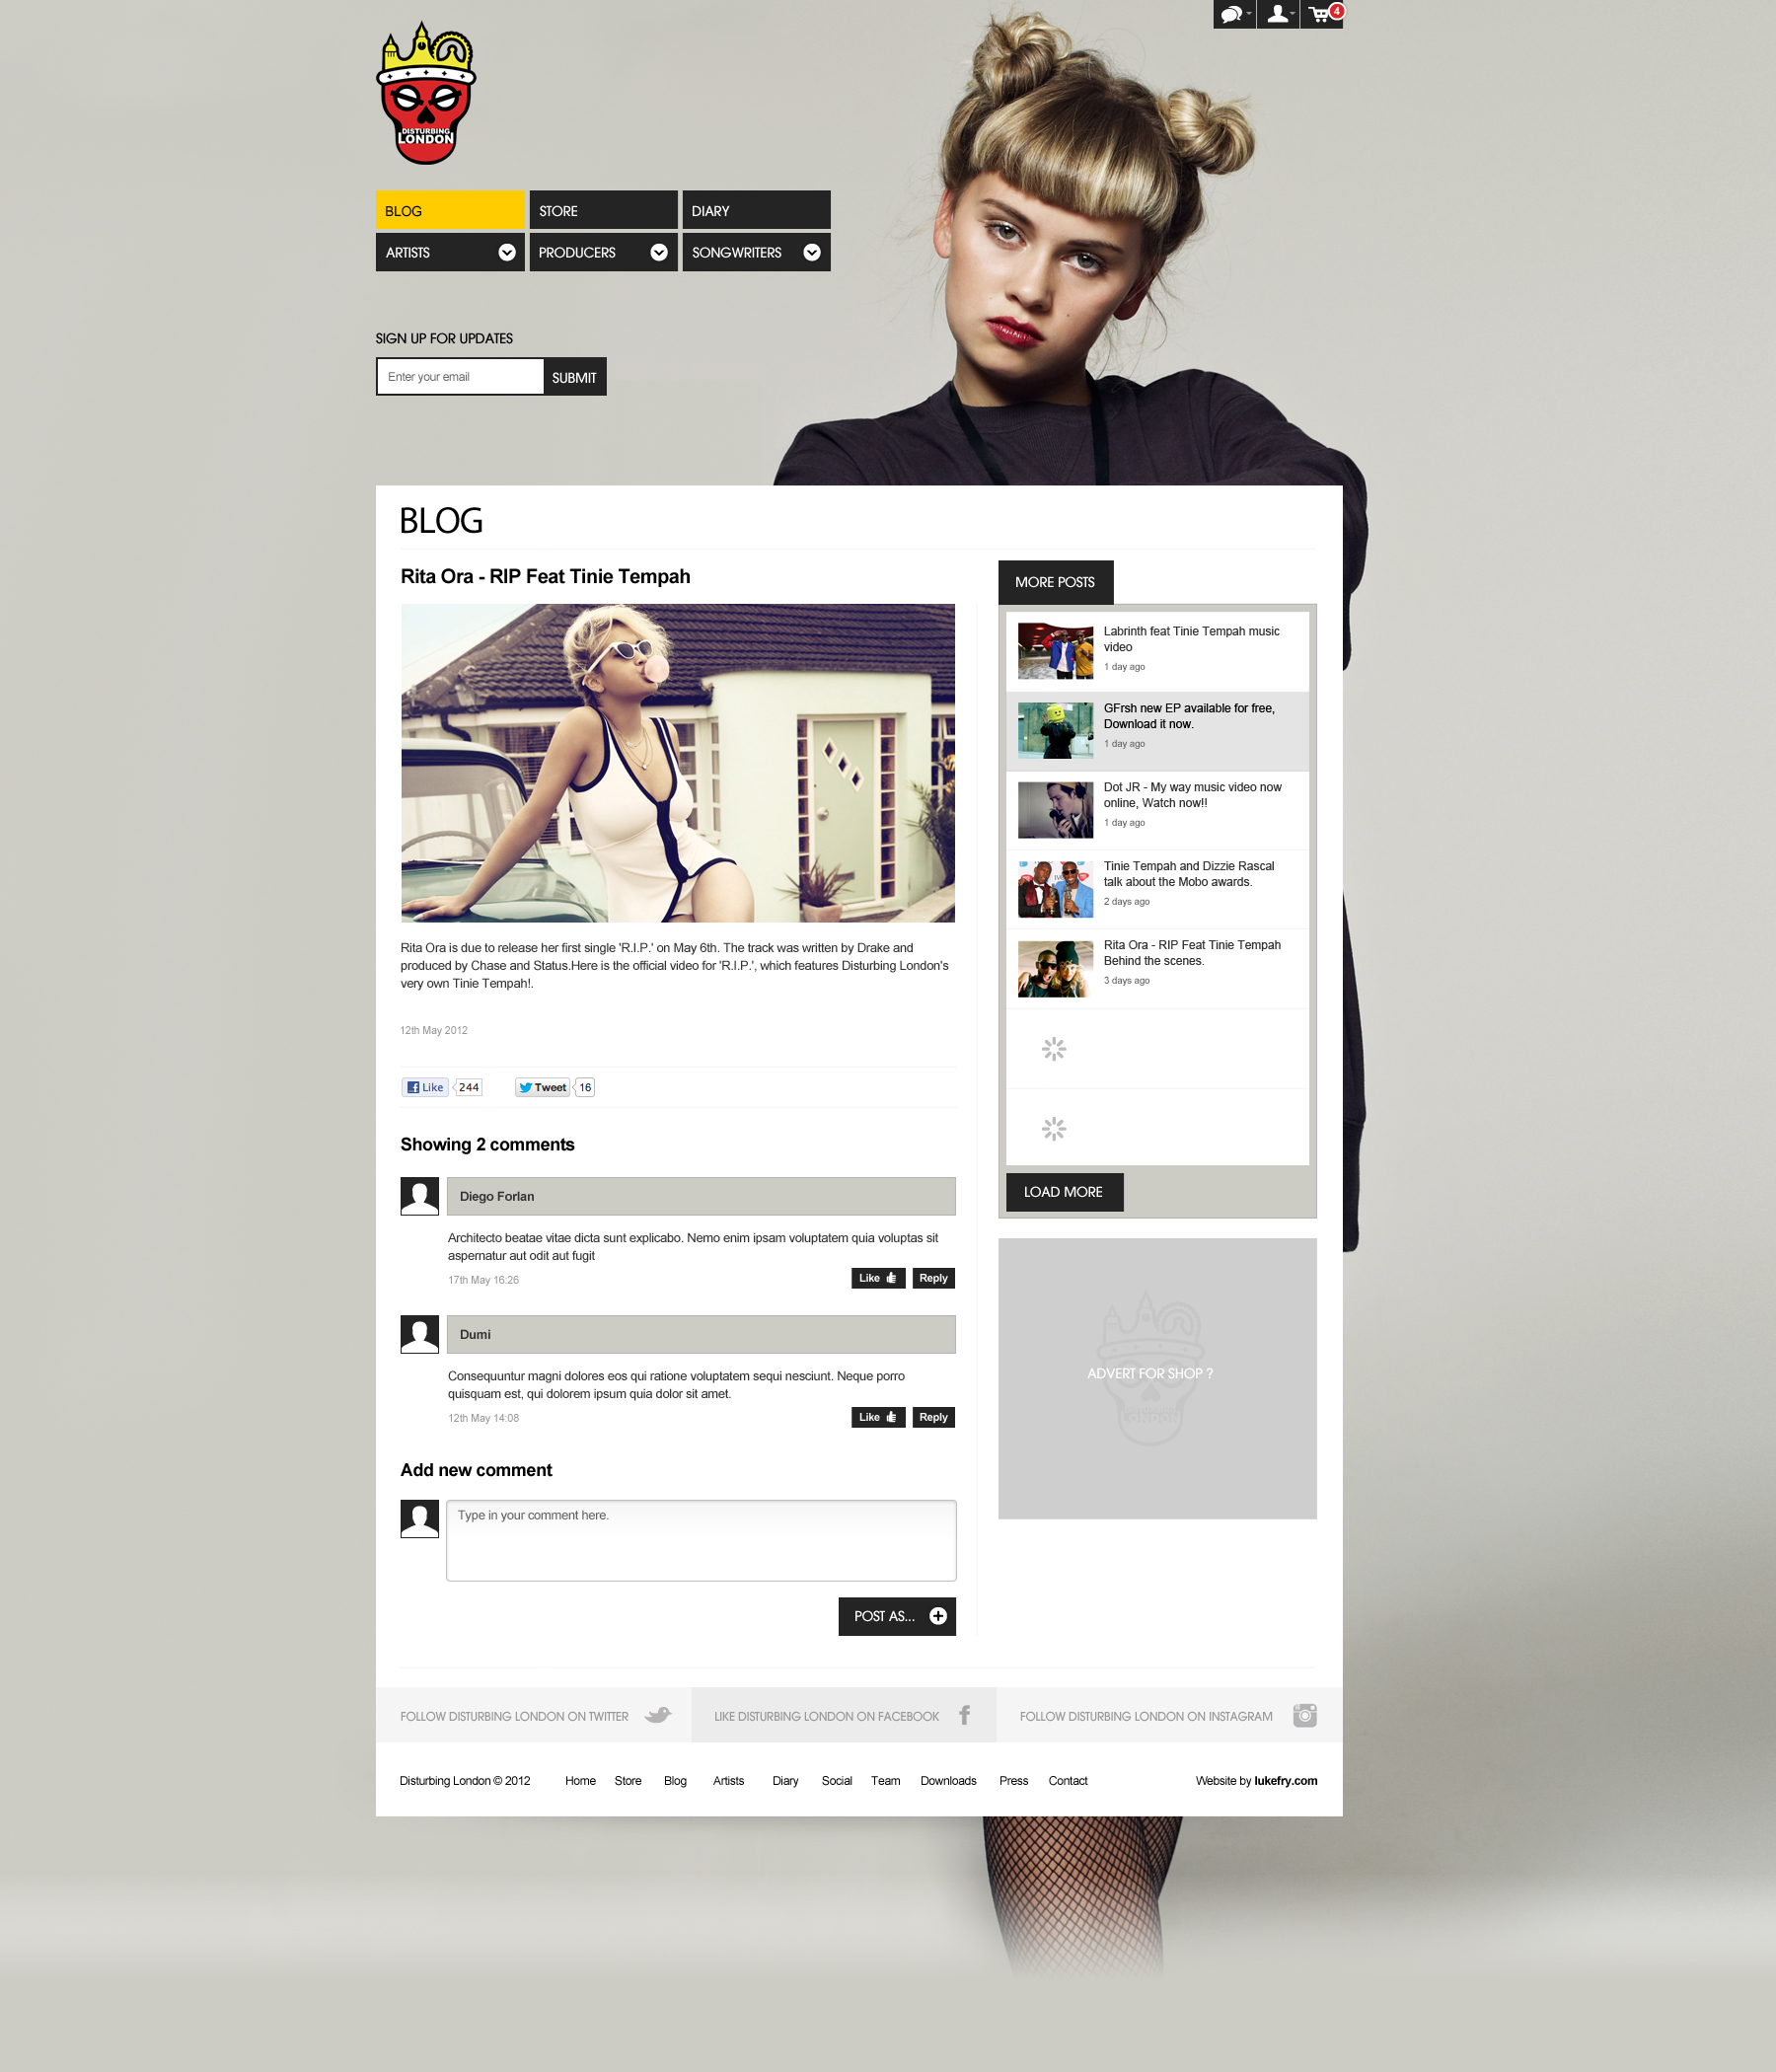 4
DISTURBING
LONDON
BLOG
STORE
DIARY
ARTISTS
PRODUCERS
SONGWRITERS
SIGN UP FOR UPDATES
Enter your email
SUBMIT
BLOG
Rita Ora - RIP Feat Tinie Tempah
Rita Ora is due to release her first single 'R.I.P.' on May 6th. The track was written by Drake and
produced by Chase and Status.Here is the official video for 'R.I.P.', which features Disturbing London's
very own Tinie Tempah!.
12th May 2012
Like
244
Tweet
16
Showing 2 comments
Diego Forlan
Architecto beatae vitae dicta sunt explicabo. Nemo enim ipsam voluptatem quia voluptas sit
aspernatur aut odit aut fugit
17th May 16:26
Like
Reply
Dumi
Consequuntur magni dolores eos qui ratione voluptatem sequi nesciunt. Neque porro
quisquam est, qui dolorem ipsum quia dolor sit amet.
12th May 14:08
Like
Reply
Add new comment
Type in your comment here.
POST AS...
MORE POSTS
Labrinth feat Tinie Tempah music
video
1 day ago
GFrsh new EP available for free,
Download it now.
1 day ago
Dot JR - My way music video now
online, Watch now!!
1 day ago
Tinie Tempah and Dizzie Rascal
talk about the Mobo awards.
2 days ago
Rita Ora - RIP Feat Tinie Tempah
Behind the scenes.
3 days ago
LOAD MORE
ADVERT FOR SHOP ?
LONDON
FOLLOW DISTURBING LONDON ON TWITTER
LIKE DISTURBING LONDON ON FACEBOOK
FOLLOW DISTURBING LONDON ON INSTAGRAM
Disturbing London © 2012
Home
Store
Blog
Artists
Diary
Social
Team
Downloads
Press
Contact
Website by lukefry.com